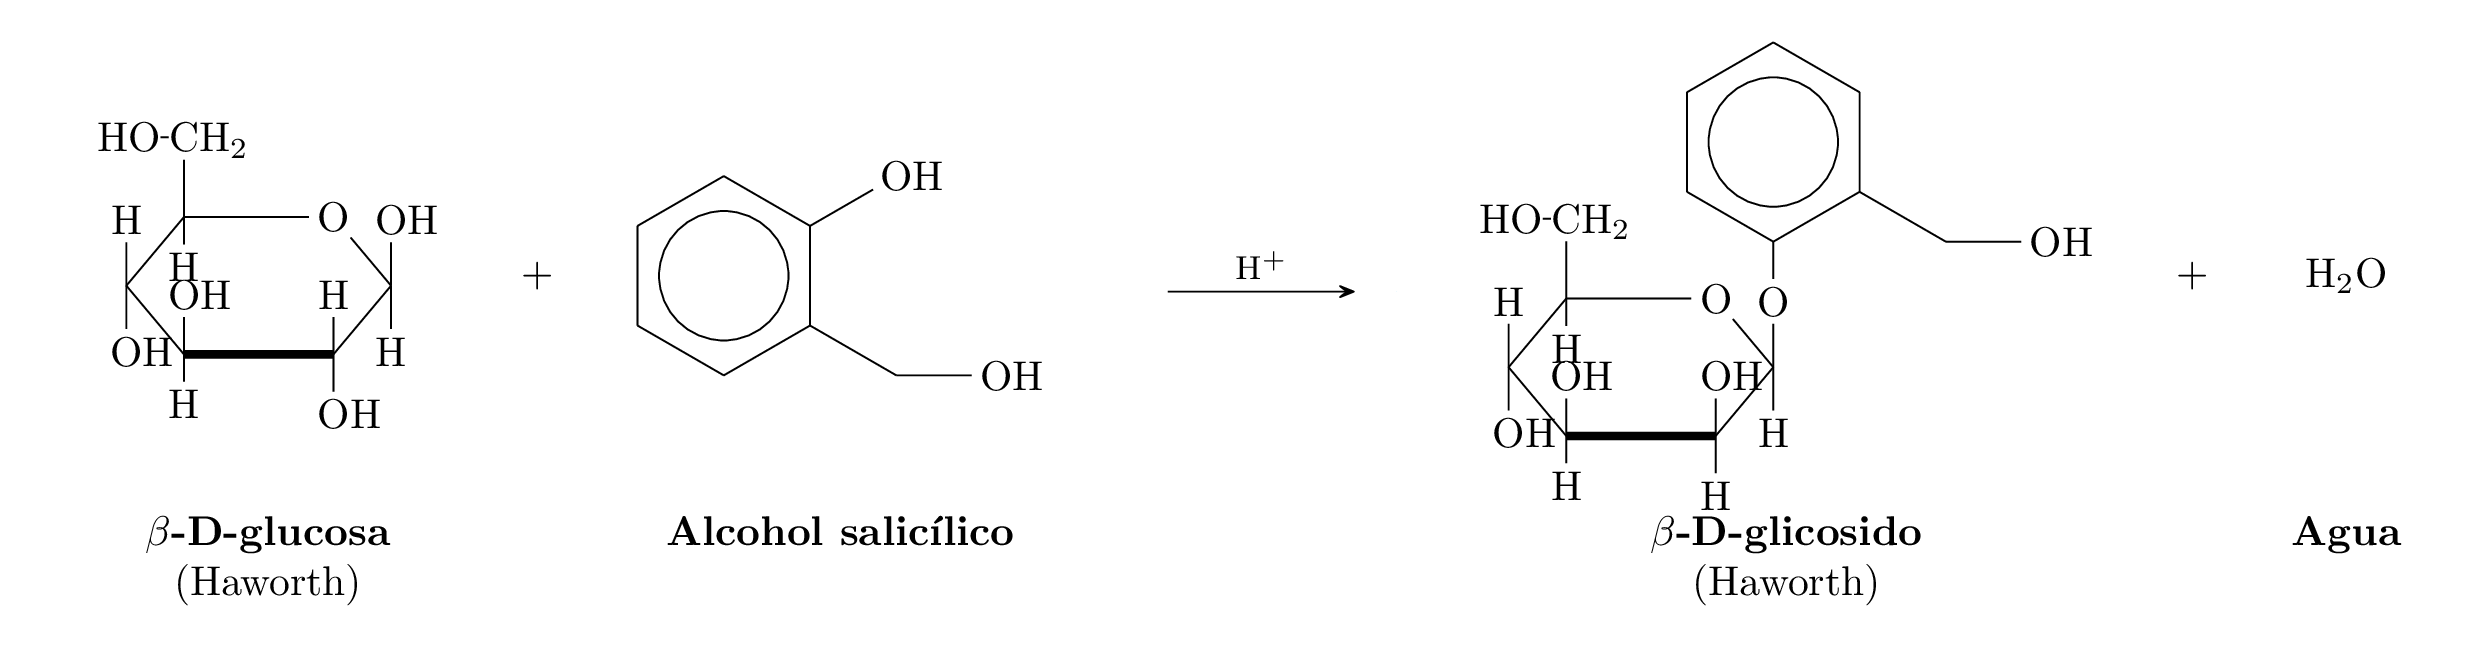 HO-CH₂
H
O
OH
H
OH
H
OH
H
H
OH
+
OH
OH
H⁺
HO-CH₂
H
O
O
H
OH
OH
OH
H
H
H
OH
+
H₂O
β-D-glucosa
(Haworth)
Alcohol salicílico
β-D-glicosido
(Haworth)
Agua